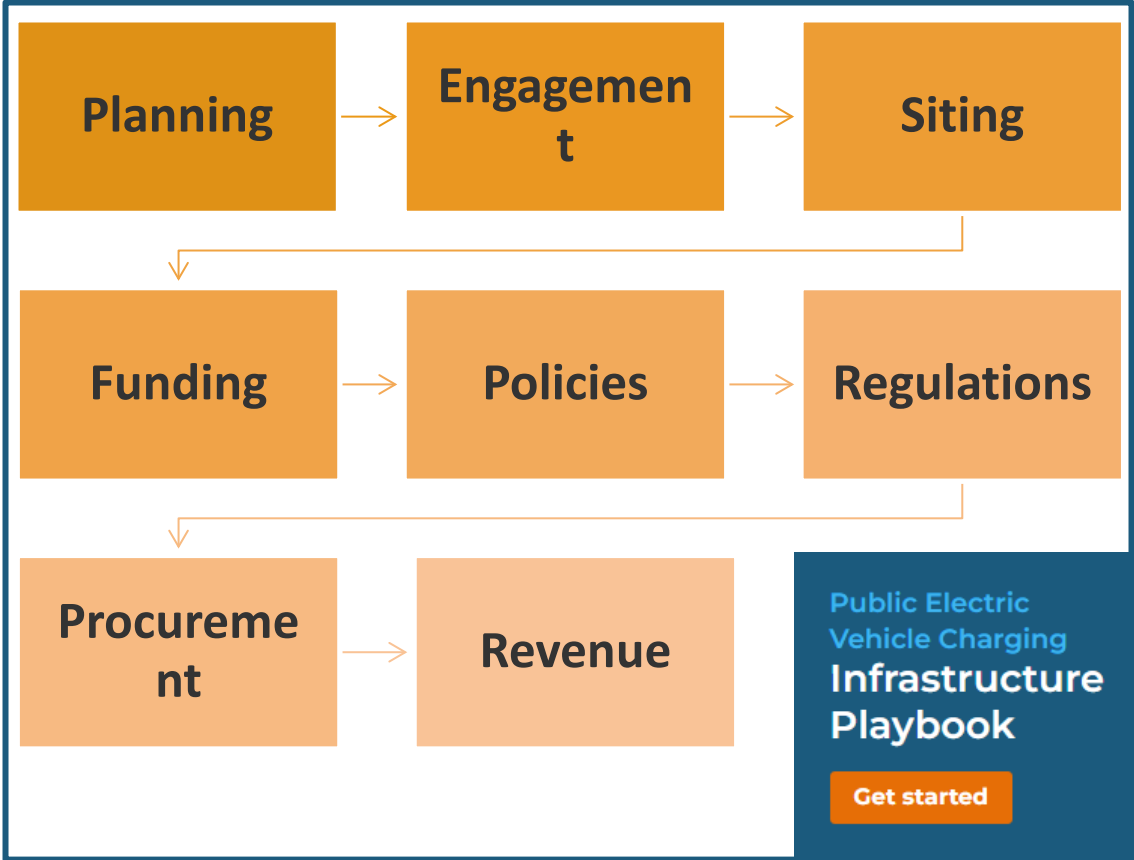 Planning
Engagemen
t
Siting
Funding
Policies
Regulations
Procureme
nt
Revenue
Public Electric
Vehicle Charging
Infrastructure
Playbook
Get started